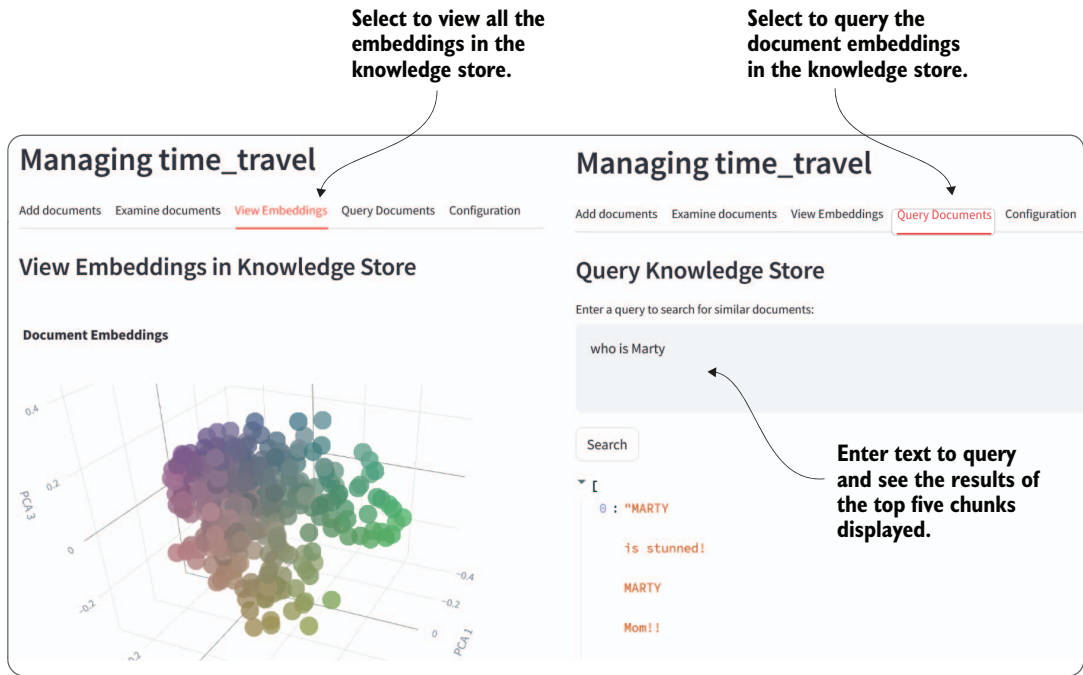 Select to view all the
embeddings in the
knowledge store.
Select to query the
document embeddings
in the knowledge store.
Managing time_travel
Add documents Examine documents View Embeddings Query Documents Configuration
View Embeddings in Knowledge Store
Document Embeddings
0.4
0.2
0
−0.2
PCA 3
0.2
−0.4
−0.2
0
PCA 1
Managing time_travel
Add documents Examine documents View Embeddings Query Documents Configuration
Query Knowledge Store
Enter a query to search for similar documents:
who is Marty
Search
[
0 : "MARTY
is stunned!
MARTY
Mom!!
Enter text to query
and see the results of
the top five chunks
displayed.